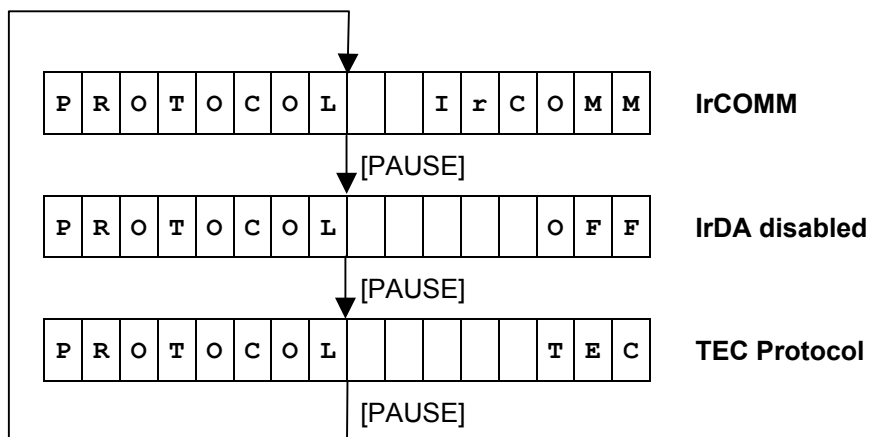 PROTOCOL  IrCOMM IrCOMM
[PAUSE]
PROTOCOL     OFF IrDA disabled
[PAUSE]
PROTOCOL     TEC TEC Protocol
[PAUSE]